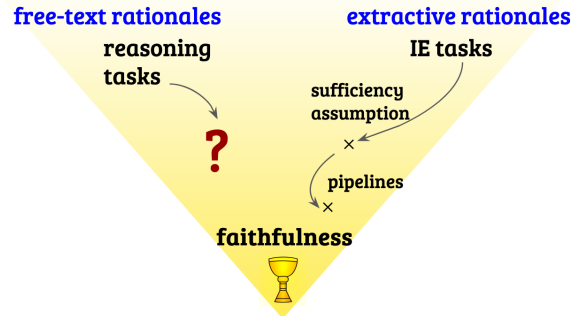 free-text rationales
extractive rationales
reasoning
tasks
IE tasks
sufficiency
assumption
?
pipelines
faithfulness